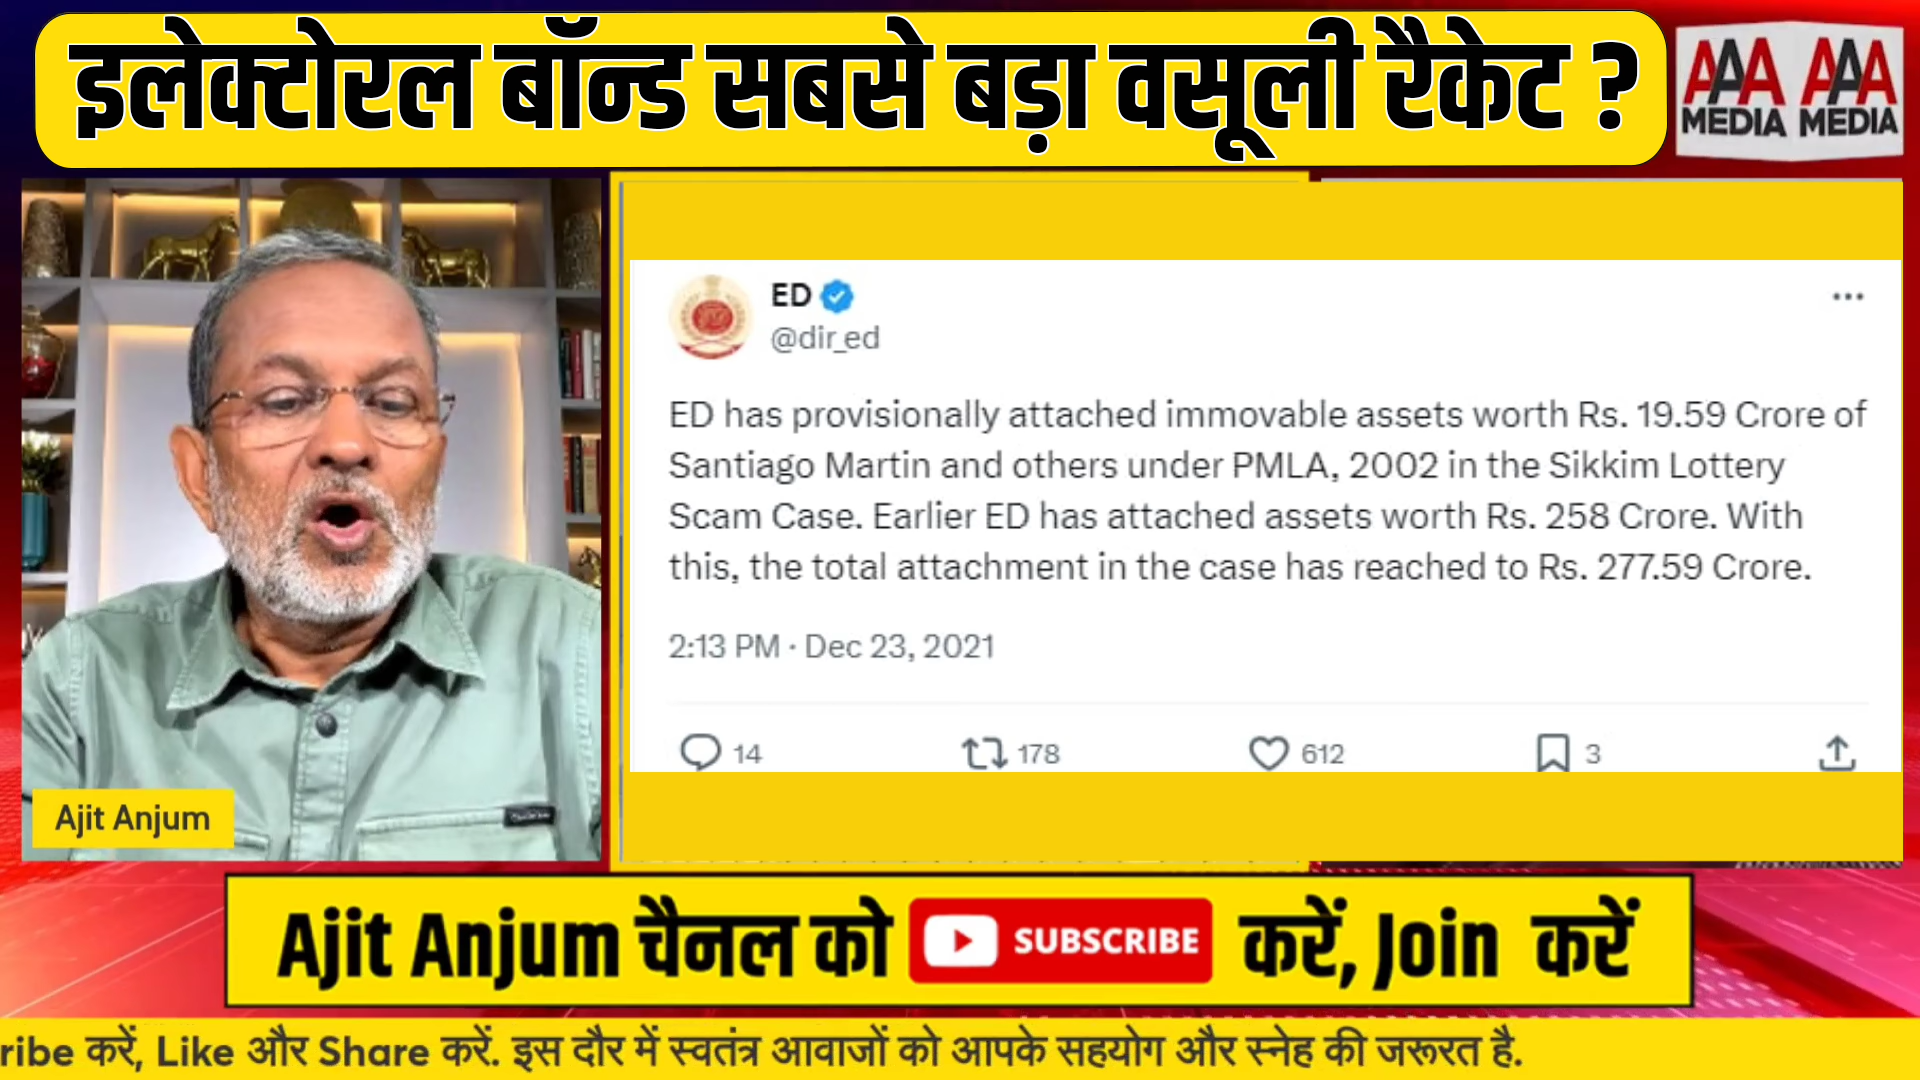 इलेक्टोरल बॉन्ड सबसे बड़ा वसूली रैकेट ?
AAA AAA
MEDIA MEDIA
ED
@dir_ed
ED has provisionally attached immovable assets worth Rs. 19.59 Crore of
Santiago Martin and others under PMLA, 2002 in the Sikkim Lottery
Scam Case. Earlier ED has attached assets worth Rs. 258 Crore. With
this, the total attachment in the case has reached to Rs. 277.59 Crore.
2:13 PM · Dec 23, 2021
14 178 612 3
Ajit Anjum
Ajit Anjum चैनल को SUBSCRIBE करें, Join करें
ribe करें, Like और Share करें. इस दौर में स्वतंत्र आवाजों को आपके सहयोग और स्नेह की जरूरत है.